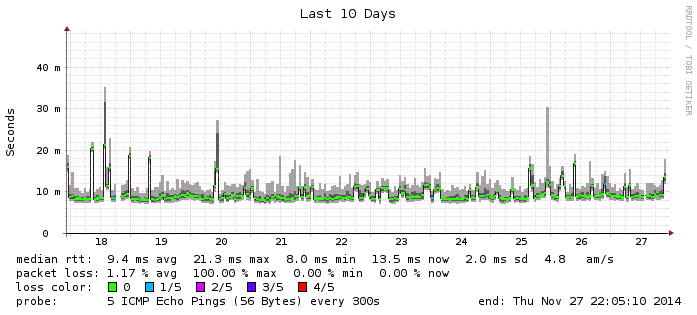 Last 10 Days
RRDTOOL / TOBI OETIKER
Seconds
40 m
30 m
20 m
10 m
0
18 19 20 21 22 23 24 25 26 27
median rtt: 9.4 ms avg 21.3 ms max 8.0 ms min 13.5 ms now 2.0 ms sd 4.8 am/s
packet loss: 1.17 % avg 100.00 % max 0.00 % min 0.00 % now
loss color: 0 1/5 2/5 3/5 4/5
probe: 5 ICMP Echo Pings (56 Bytes) every 300s end: Thu Nov 27 22:05:10 2014